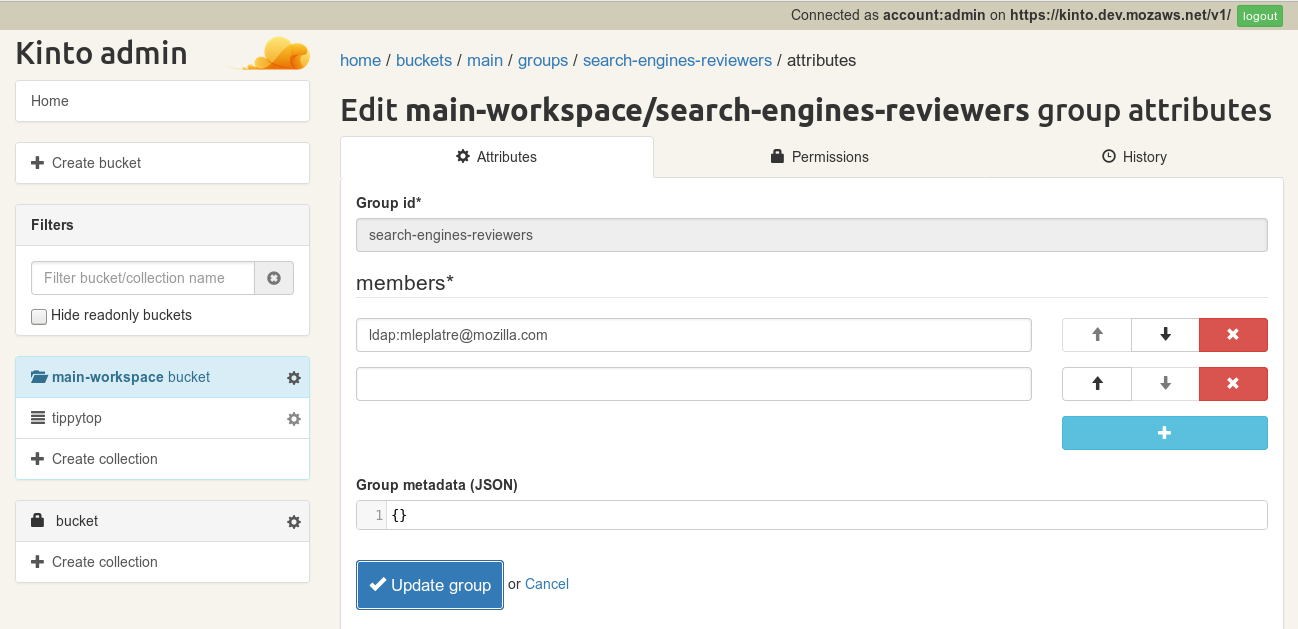 Connected as account:admin on https://kinto.dev.mozaws.net/v1/ logout
Kinto admin
Home
Create bucket
Filters
Filter bucket/collection name
Hide readonly buckets
main-workspace bucket
tippytop
Create collection
bucket
Create collection
home / buckets / main / groups / search-engines-reviewers / attributes
Edit main-workspace/search-engines-reviewers group attributes
Attributes
Permissions
History
Group id*
search-engines-reviewers
members*
ldap:mleplatre@mozilla.com
Group metadata (JSON)
1 {}
Update group or Cancel